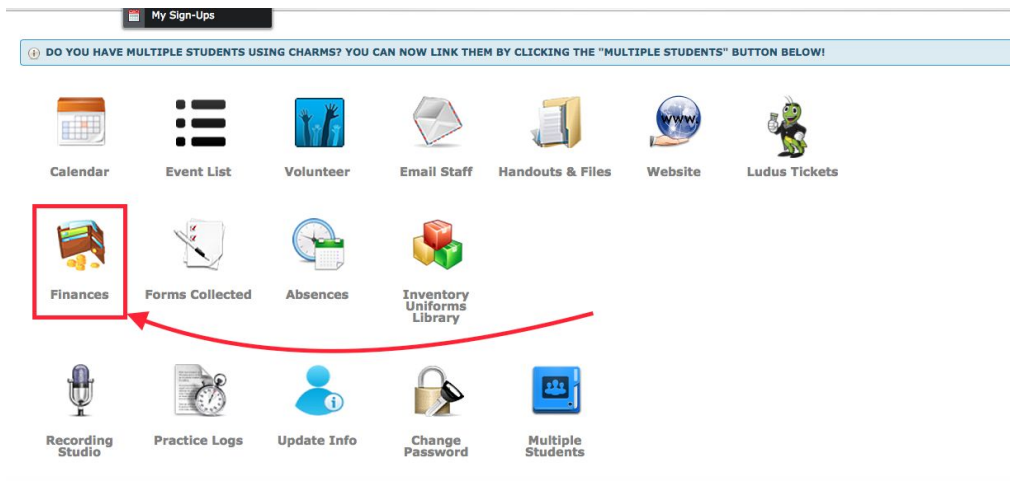 My Sign-Ups
DO YOU HAVE MULTIPLE STUDENTS USING CHARMS? YOU CAN NOW LINK THEM BY CLICKING THE "MULTIPLE STUDENTS" BUTTON BELOW!
www.
Calendar
Event List
Volunteer
Email Staff
Handouts & Files
Website
Ludus Tickets
Finances
Forms Collected
Absences
Inventory
Uniforms
Library
Recording
Studio
Practice Logs
Update Info
Change
Password
Multiple
Students